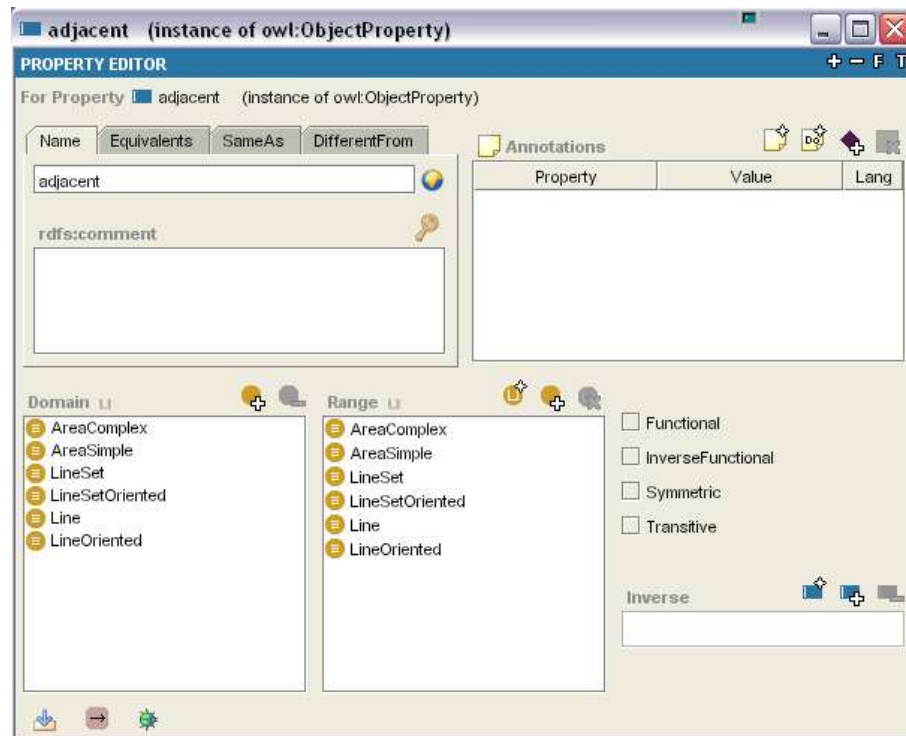 adjacent (instance of owl:ObjectProperty)
PROPERTY EDITOR
+ − F T
For Property adjacent (instance of owl:ObjectProperty)
Name Equivalents SameAs DifferentFrom
adjacent
rdfs:comment
Annotations
Property Value Lang
Domain ⊔
AreaComplex
AreaSimple
LineSet
LineSetOriented
Line
LineOriented
Range ⊔
AreaComplex
AreaSimple
LineSet
LineSetOriented
Line
LineOriented
Functional
InverseFunctional
Symmetric
Transitive
Inverse